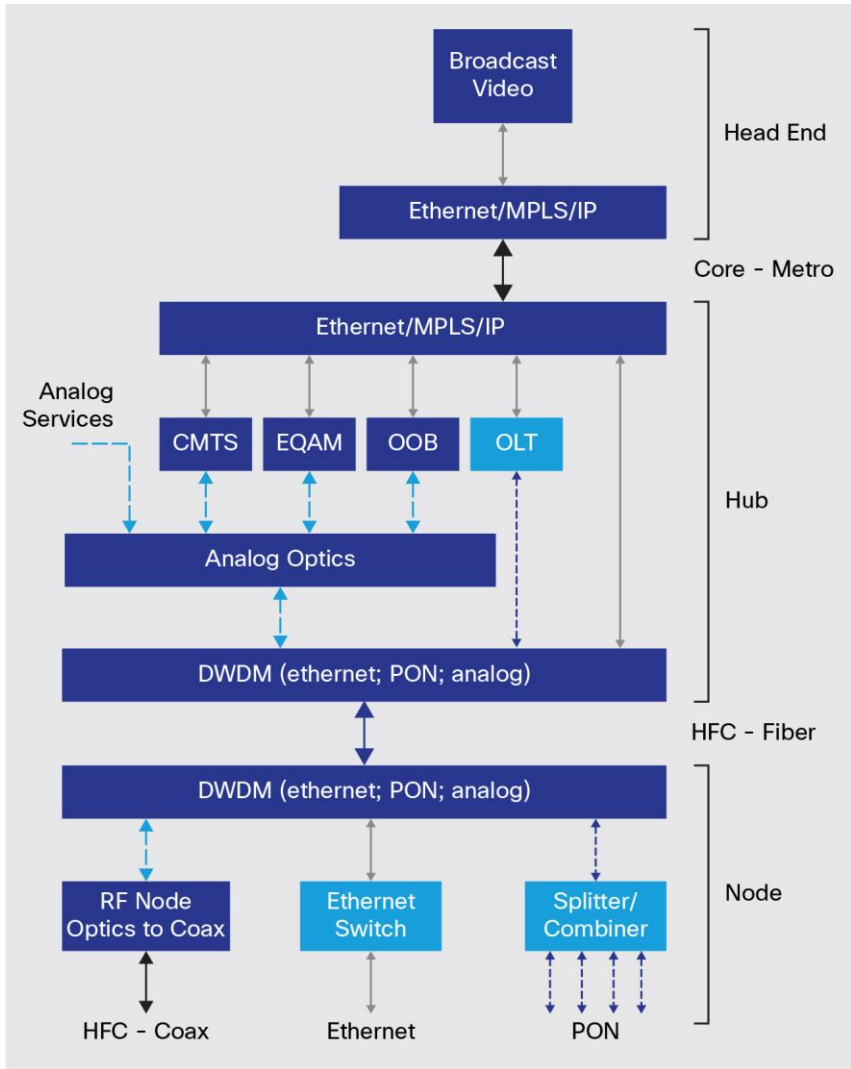 Broadcast
Video
Head End
Ethernet/MPLS/IP
Core - Metro
Ethernet/MPLS/IP
Analog
Services
CMTS
EQAM
OOB
OLT
Hub
Analog Optics
DWDM (ethernet; PON; analog)
HFC - Fiber
DWDM (ethernet; PON; analog)
RF Node
Optics to Coax
Ethernet
Switch
Splitter/
Combiner
Node
HFC - Coax
Ethernet
PON